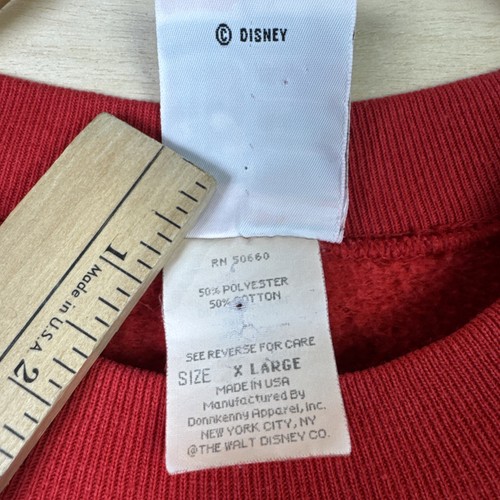 © DISNEY
RN 50660
50% POLYESTER
50% COTTON
SEE REVERSE FOR CARE
SIZE X LARGE
MADE IN USA
Manufactured By
Donnkenny Apparel, Inc.
NEW YORK CITY, NY
@THE WALT DISNEY CO.
1
Made in
U.S.A
2